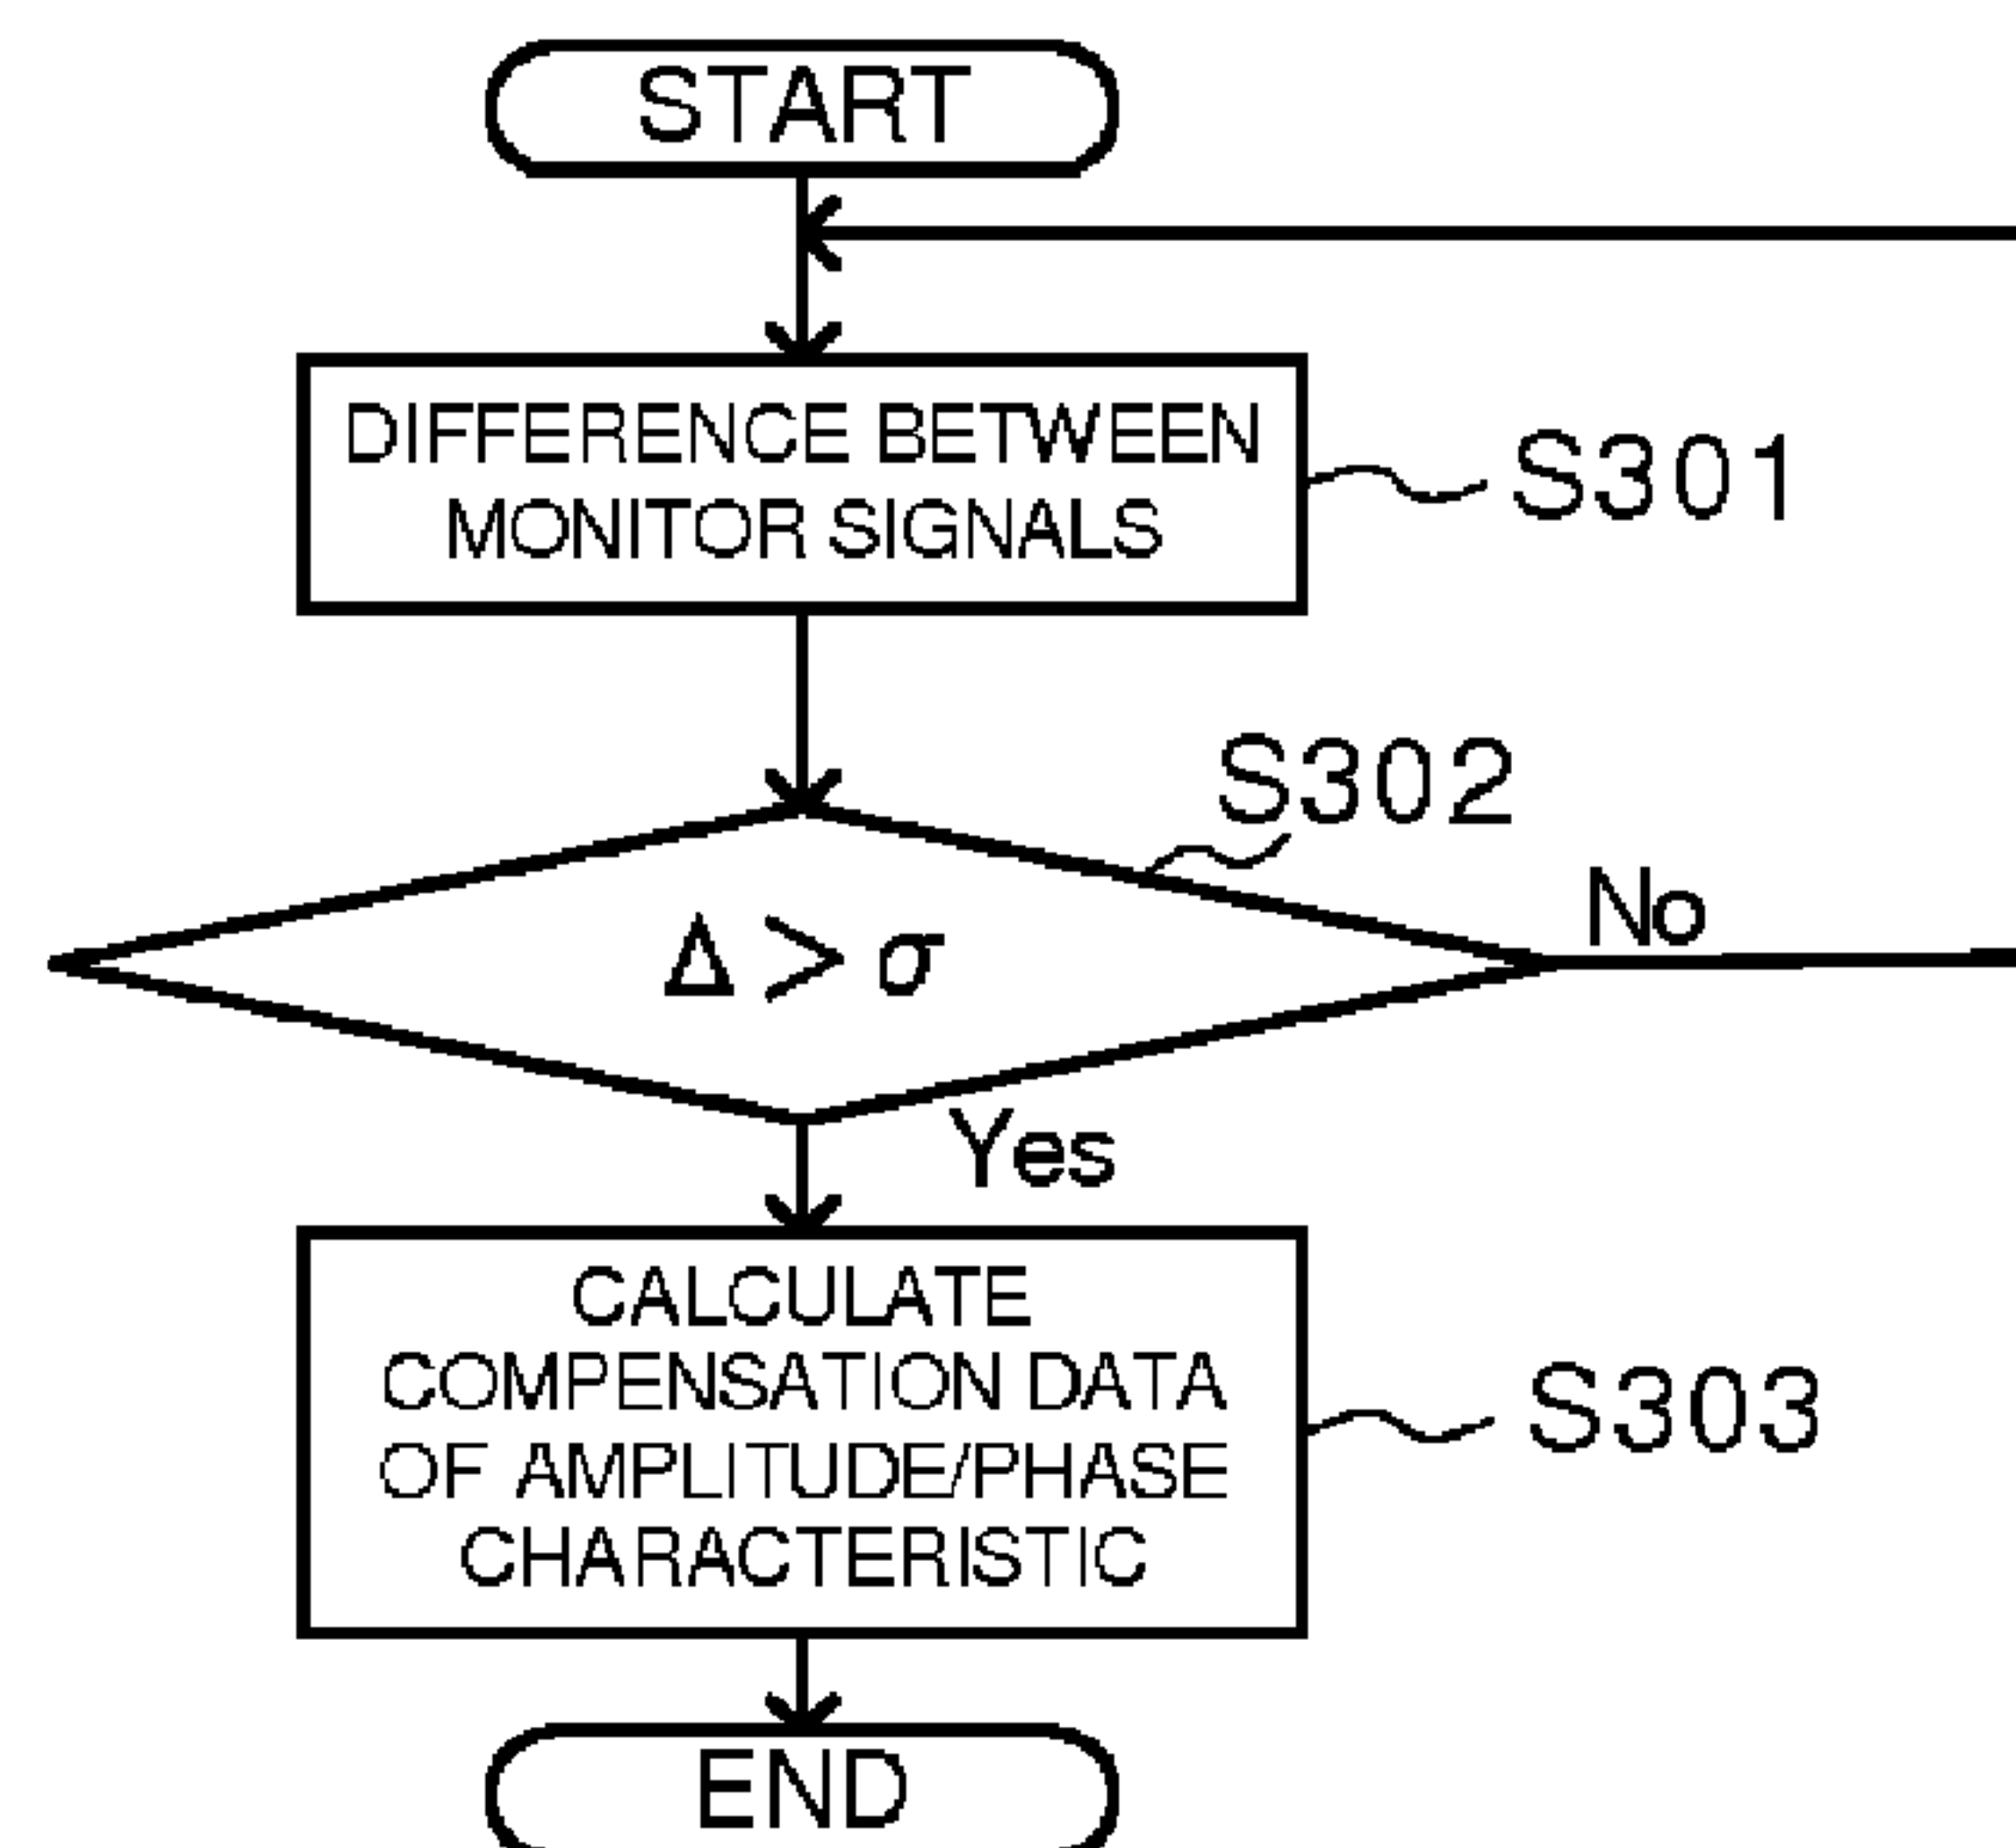 START
DIFFERENCE BETWEEN
MONITOR SIGNALS
S301
S302
Δ > σ
No
Yes
CALCULATE
COMPENSATION DATA
OF AMPLITUDE/PHASE
CHARACTERISTIC
S303
END